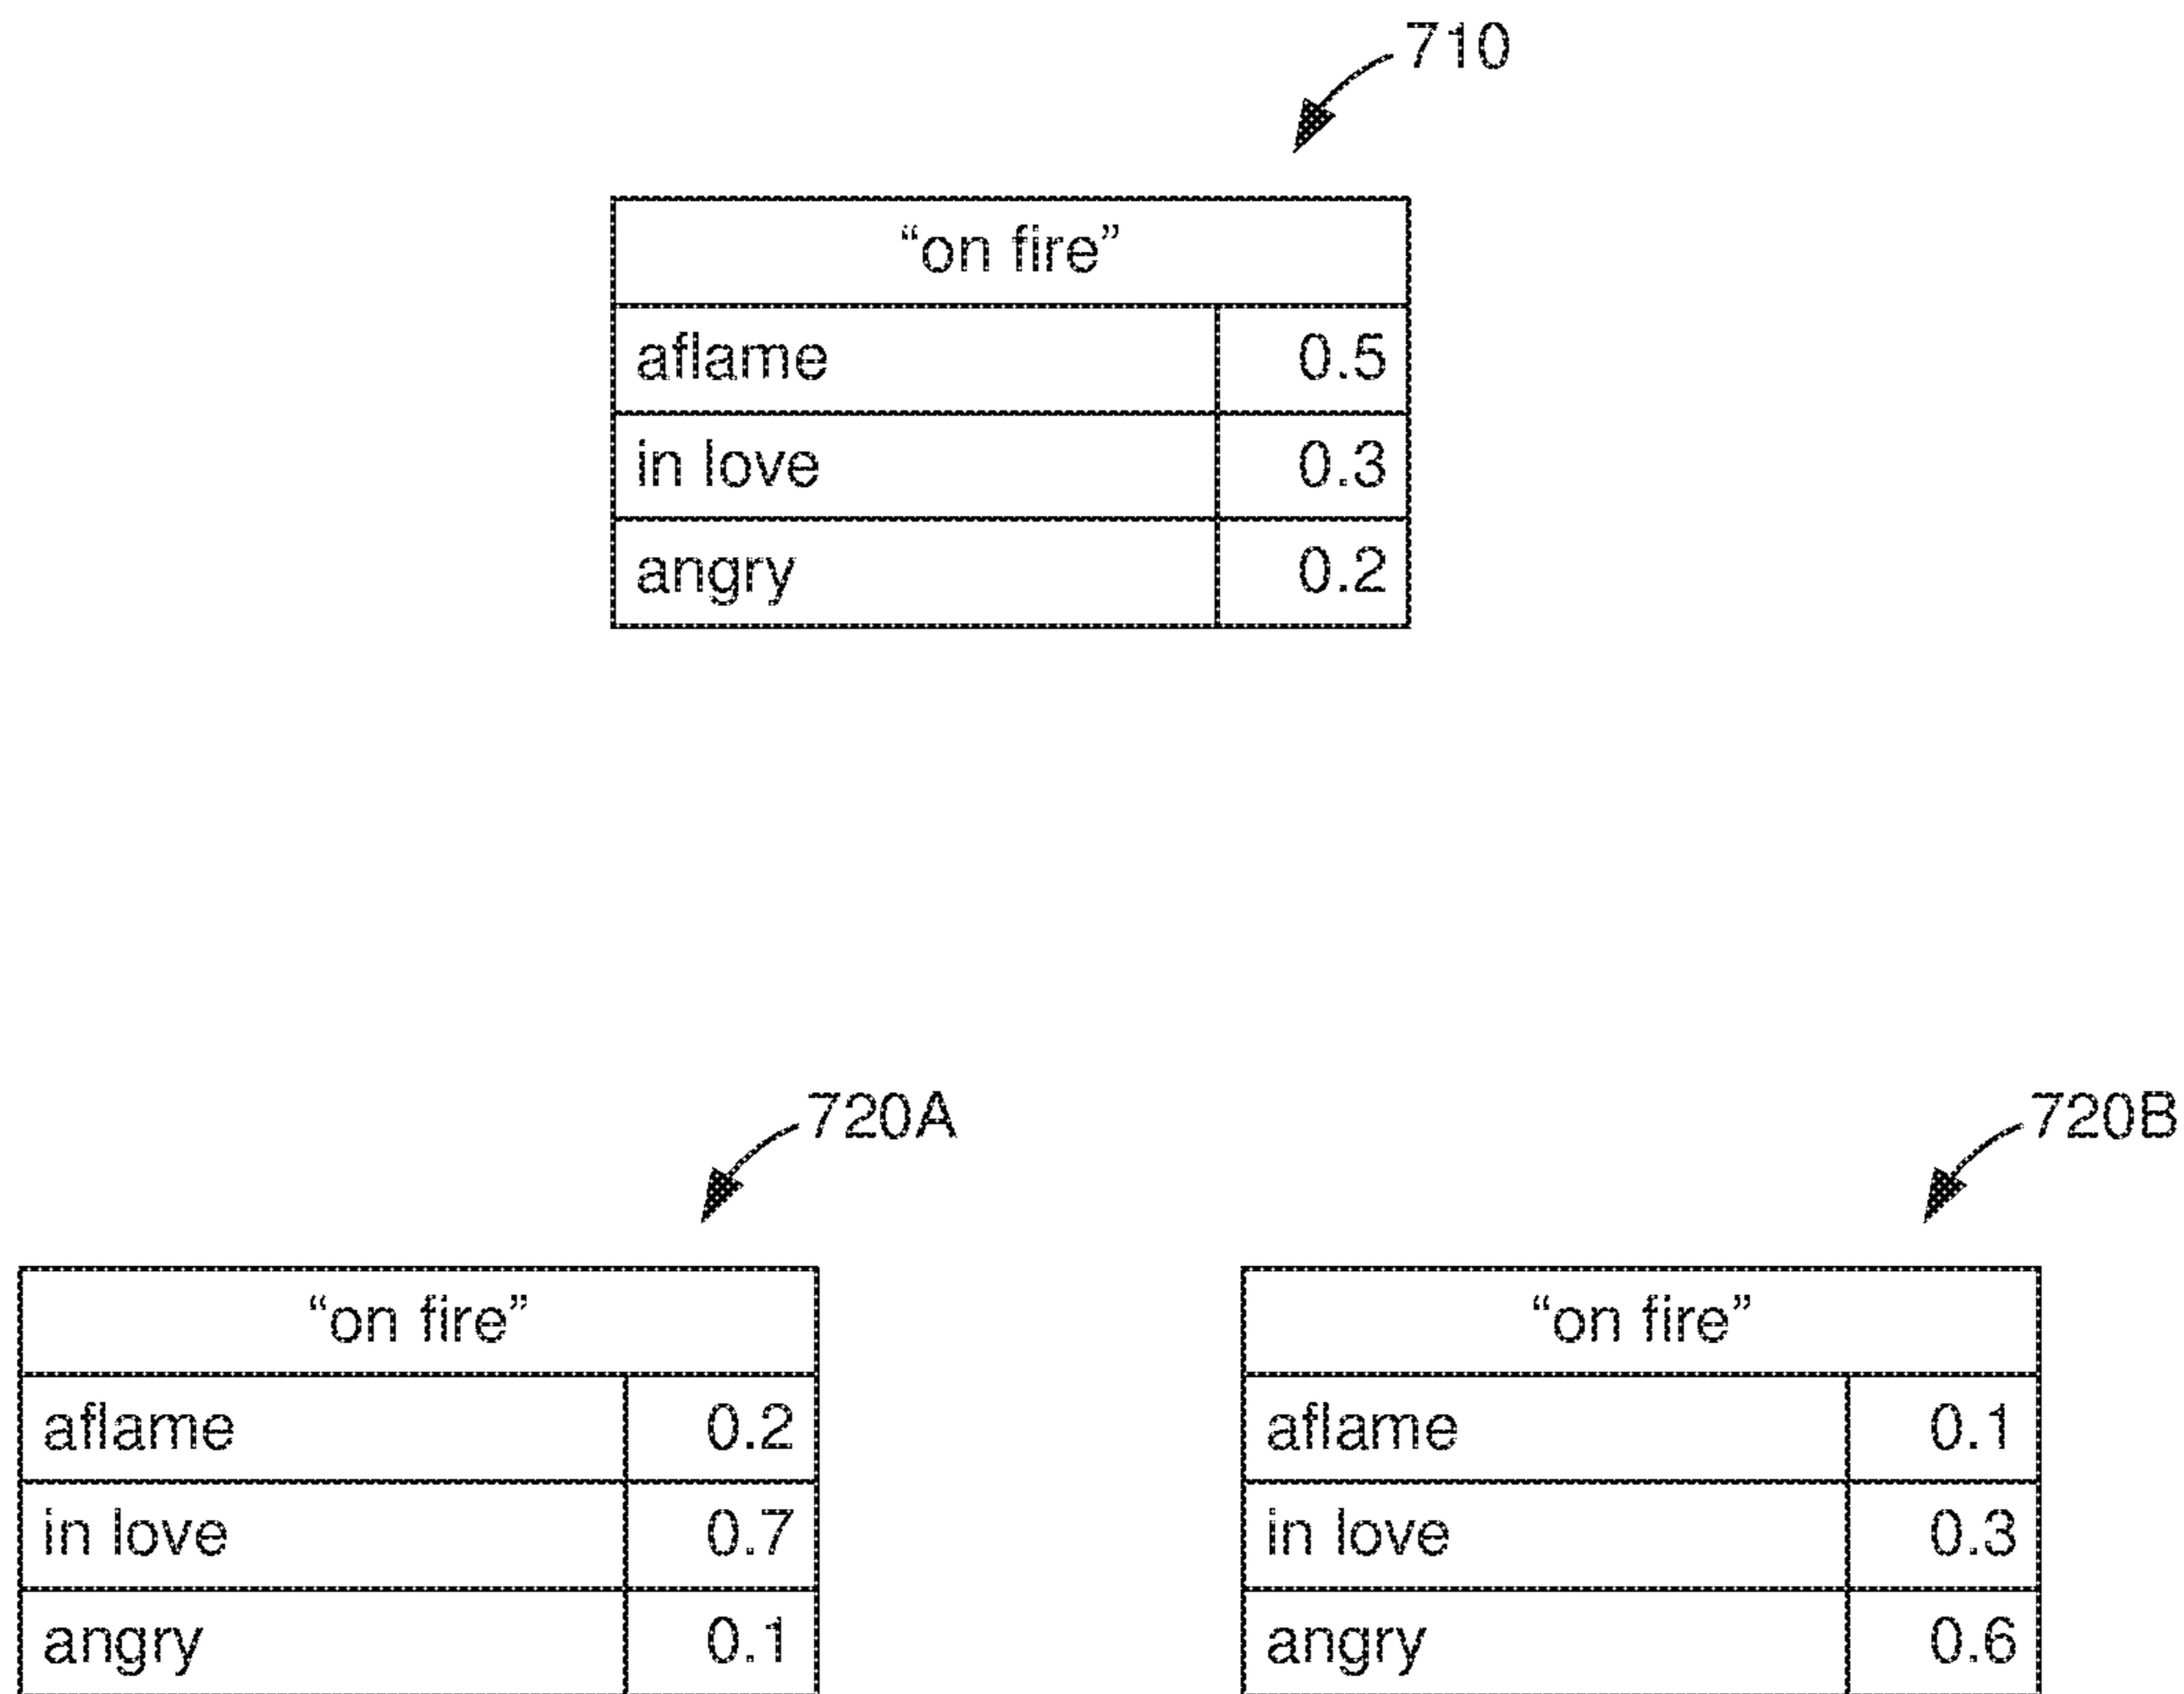 710
“on fire”
aflame 0.5
in love 0.3
angry 0.2
720A
“on fire”
aflame 0.2
in love 0.7
angry 0.1
720B
“on fire”
aflame 0.1
in love 0.3
angry 0.6